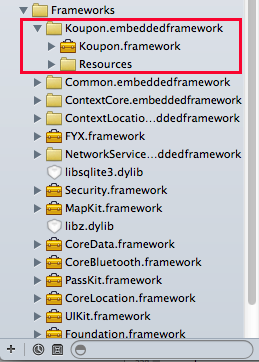 Frameworks
Koupon.embeddedframework
Koupon.framework
Resources
Common.embeddedframework
ContextCore.embeddedframework
ContextLocatio...ddedframework
FYX.framework
NetworkService...ddedframework
libsqlite3.dylib
Security.framework
MapKit.framework
libz.dylib
CoreData.framework
CoreBluetooth.framework
PassKit.framework
CoreLocation.framework
UIKit.framework
Foundation.framework